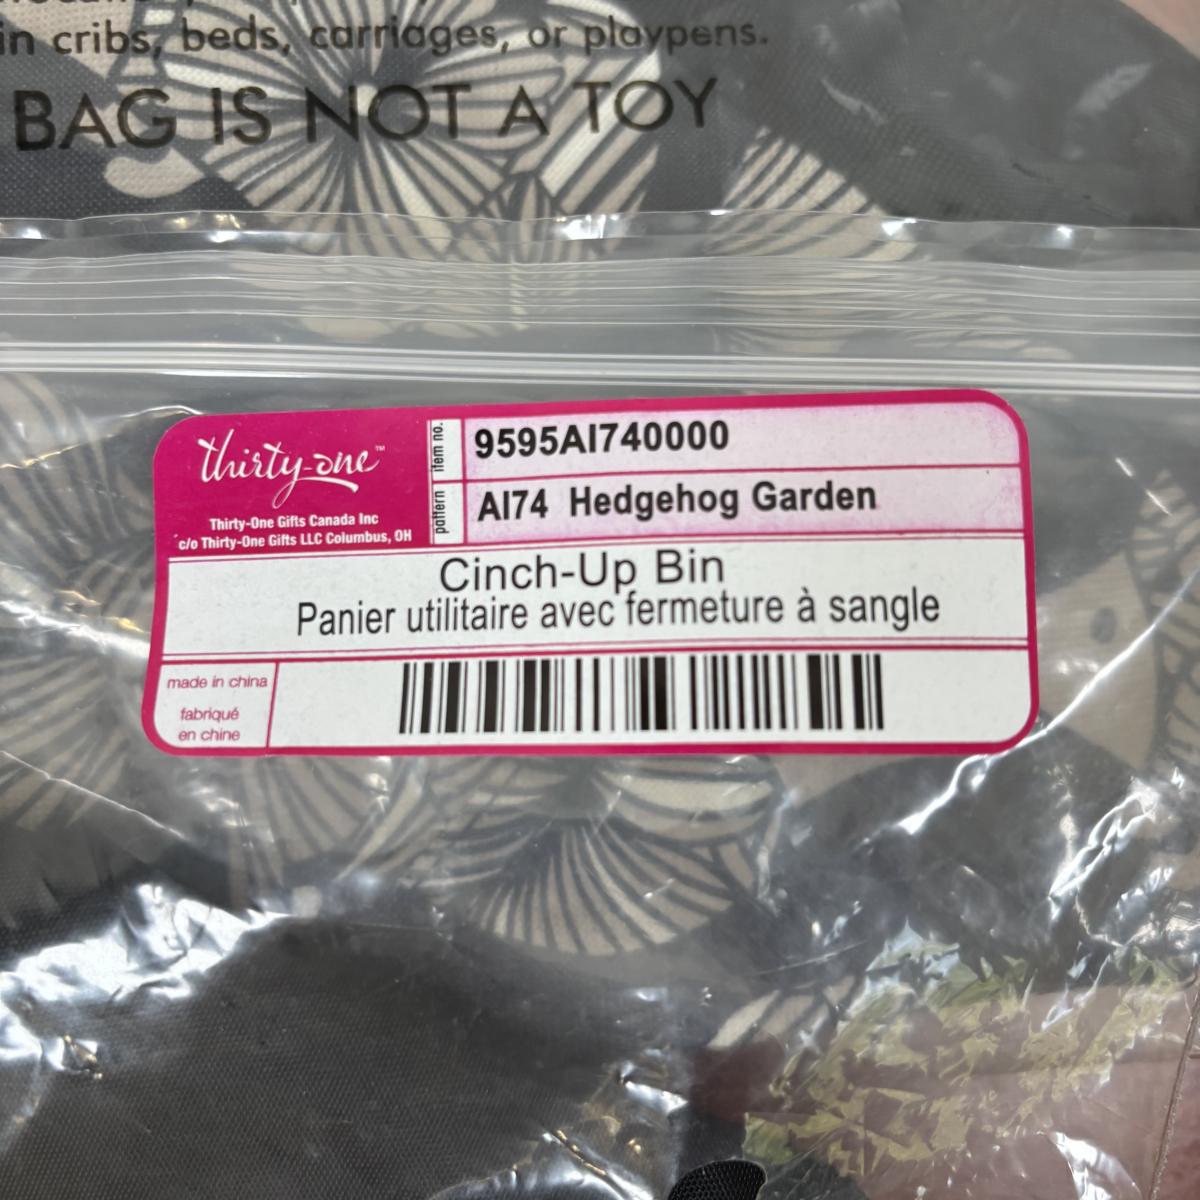 in cribs, beds, carriages, or playpens.
BAG IS NOT A TOY
thirty-one™
Thirty-One Gifts Canada Inc
c/o Thirty-One Gifts LLC Columbus, OH
item no.
9595AI740000
pattern
AI74 Hedgehog Garden
Cinch-Up Bin
Panier utilitaire avec fermeture à sangle
made in china
fabriqué
en chine